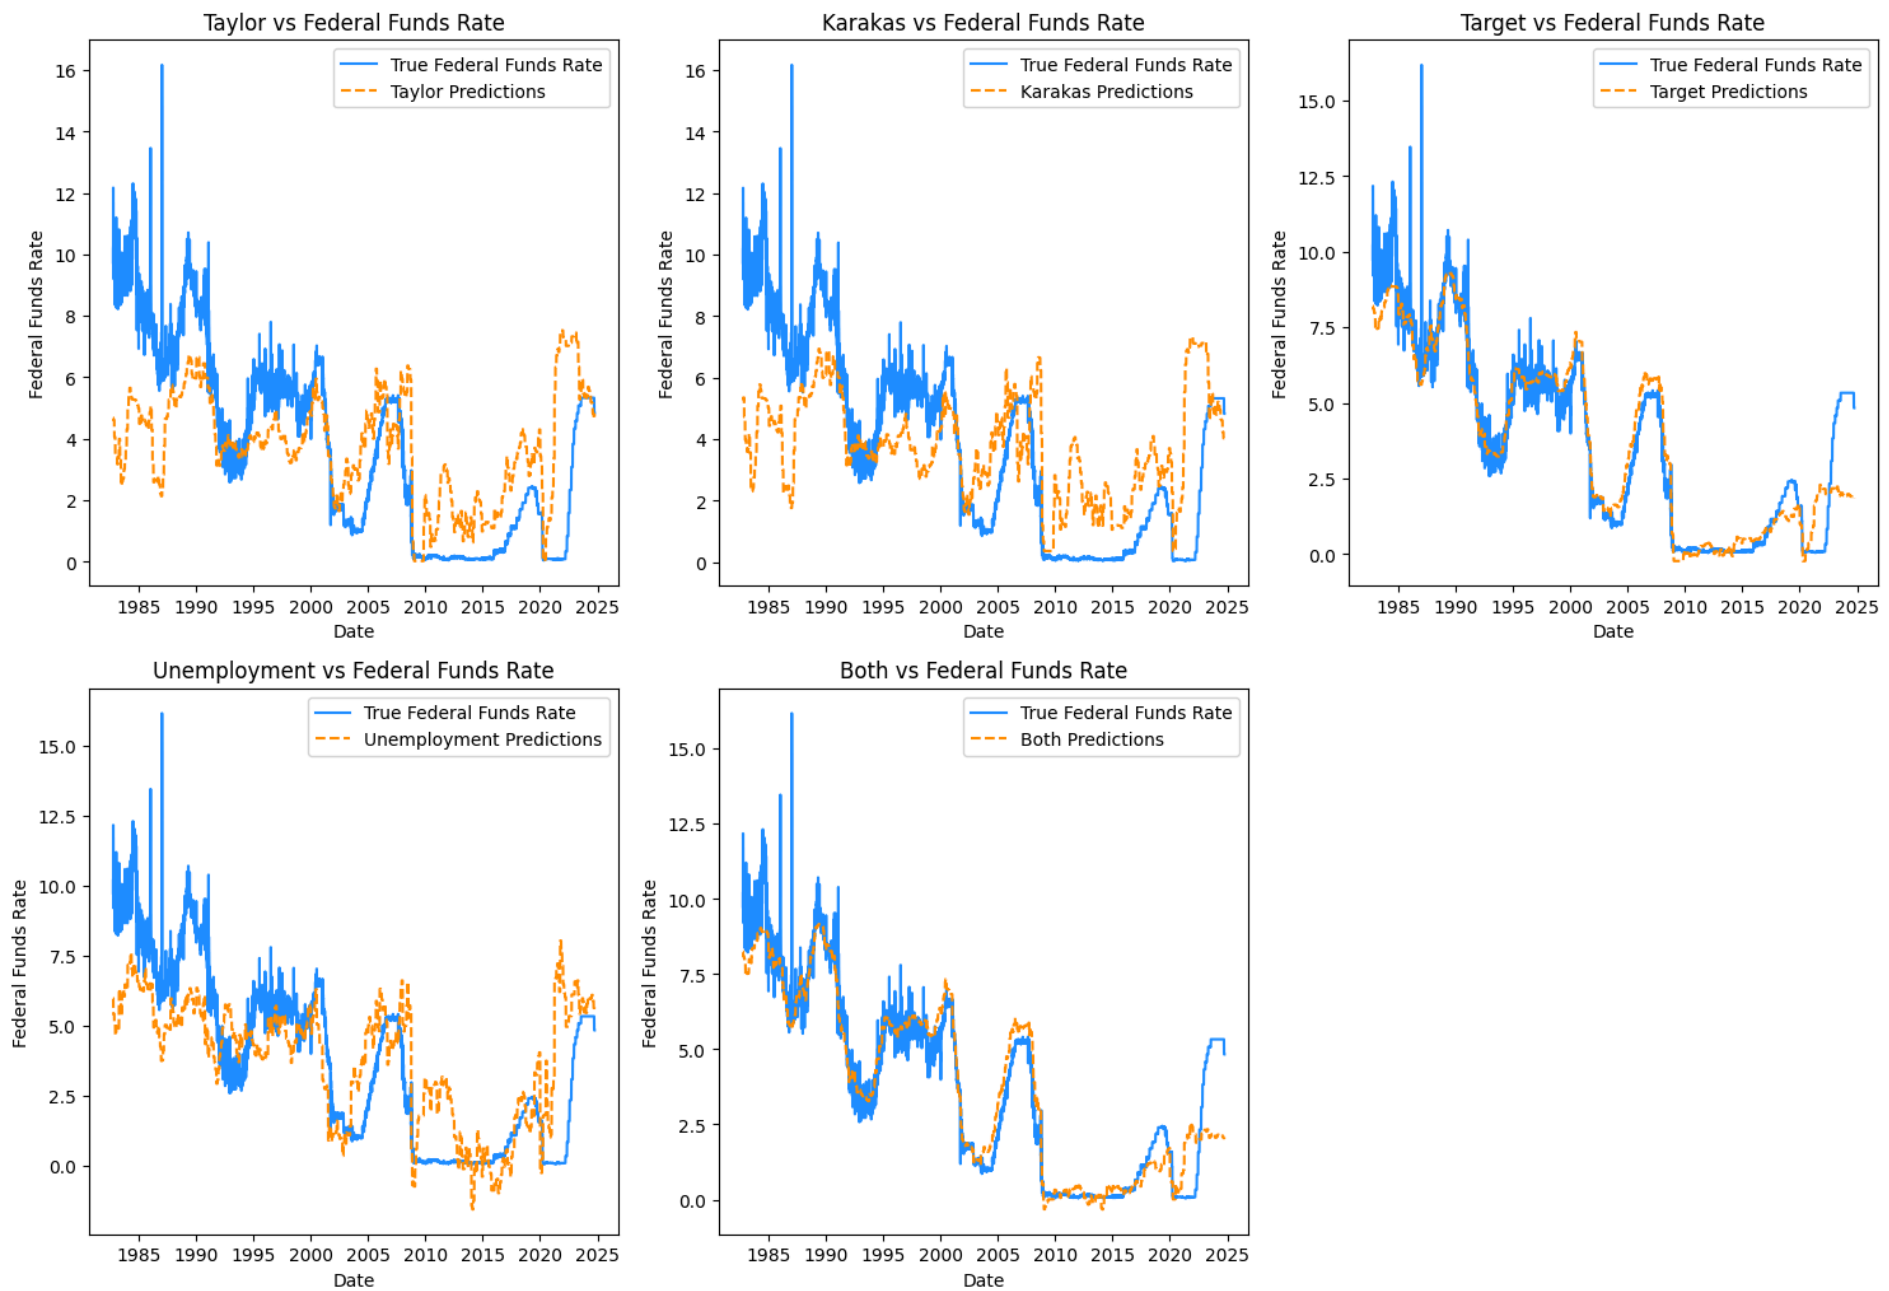 Taylor vs Federal Funds Rate
True Federal Funds Rate
Taylor Predictions
Federal Funds Rate
16
14
12
10
8
6
4
2
0
1985 1990 1995 2000 2005 2010 2015 2020 2025
Date
Karakas vs Federal Funds Rate
True Federal Funds Rate
Karakas Predictions
Federal Funds Rate
16
14
12
10
8
6
4
2
0
1985 1990 1995 2000 2005 2010 2015 2020 2025
Date
Target vs Federal Funds Rate
True Federal Funds Rate
Target Predictions
Federal Funds Rate
15.0
12.5
10.0
7.5
5.0
2.5
0.0
1985 1990 1995 2000 2005 2010 2015 2020 2025
Date
Unemployment vs Federal Funds Rate
True Federal Funds Rate
Unemployment Predictions
Federal Funds Rate
15.0
12.5
10.0
7.5
5.0
2.5
0.0
1985 1990 1995 2000 2005 2010 2015 2020 2025
Date
Both vs Federal Funds Rate
True Federal Funds Rate
Both Predictions
Federal Funds Rate
15.0
12.5
10.0
7.5
5.0
2.5
0.0
1985 1990 1995 2000 2005 2010 2015 2020 2025
Date